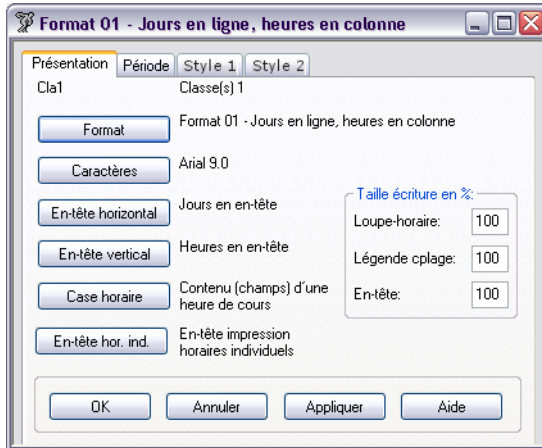 Format 01 - Jours en ligne, heures en colonne
Présentation Période Style 1 Style 2
Cla1 Classe(s) 1
Format Format 01 - Jours en ligne, heures en colonne
Caractères Arial 9.0
En-tête horizontal Jours en en-tête
En-tête vertical Heures en en-tête
Case horaire Contenu (champs) d'une
heure de cours
En-tête hor. ind. En-tête impression
horaires individuels
Taille écriture en %:
Loupe-horaire: 100
Légende cplage: 100
En-tête: 100
OK Annuler Appliquer Aide